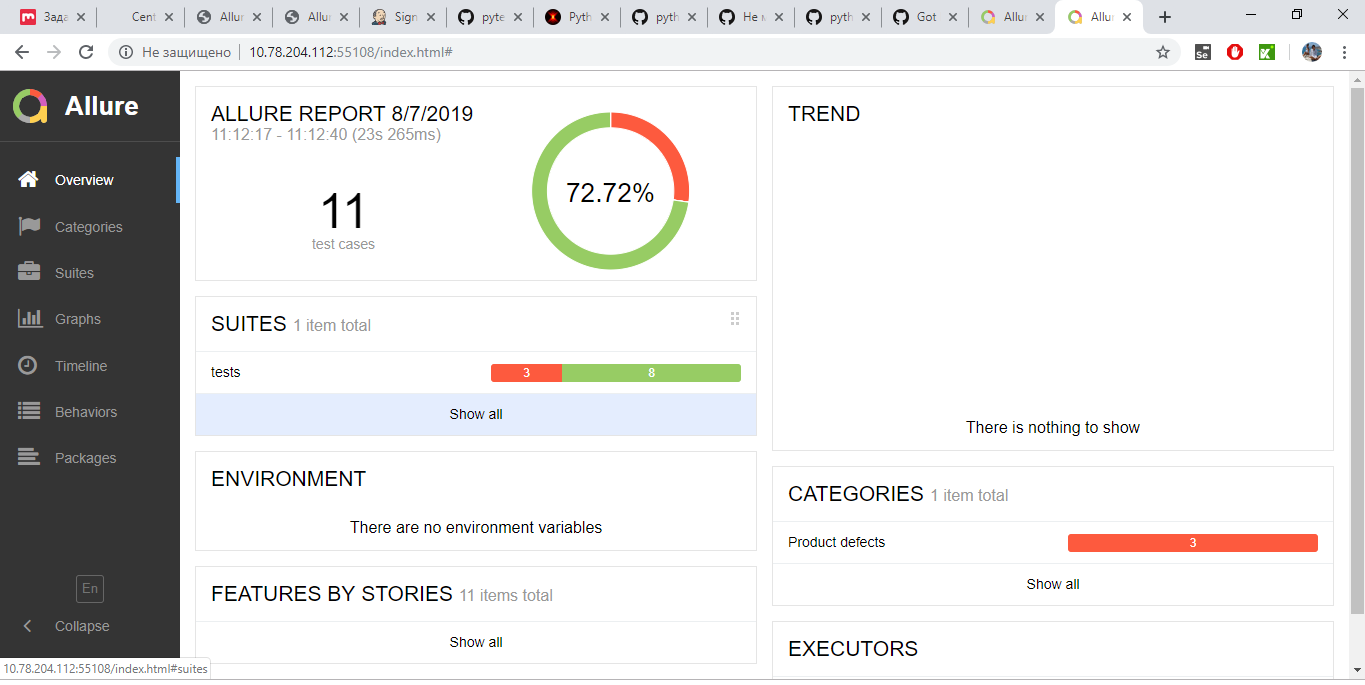 Зада
Cent
Allur
Allu
Sign
pyte
Pyth
pyth
Не м
pyth
Got
Allur
Allur
Не защищено
10.78.204.112:55108/index.html#
Se
Allure
Overview
Categories
Suites
Graphs
Timeline
Behaviors
Packages
En
Collapse
10.78.204.112:55108/index.html#suites
ALLURE REPORT 8/7/2019
11:12:17 - 11:12:40 (23s 265ms)
11
test cases
72.72%
SUITES 1 item total
tests 3 8
Show all
ENVIRONMENT
There are no environment variables
FEATURES BY STORIES 11 items total
Show all
TREND
There is nothing to show
CATEGORIES 1 item total
Product defects 3
Show all
EXECUTORS